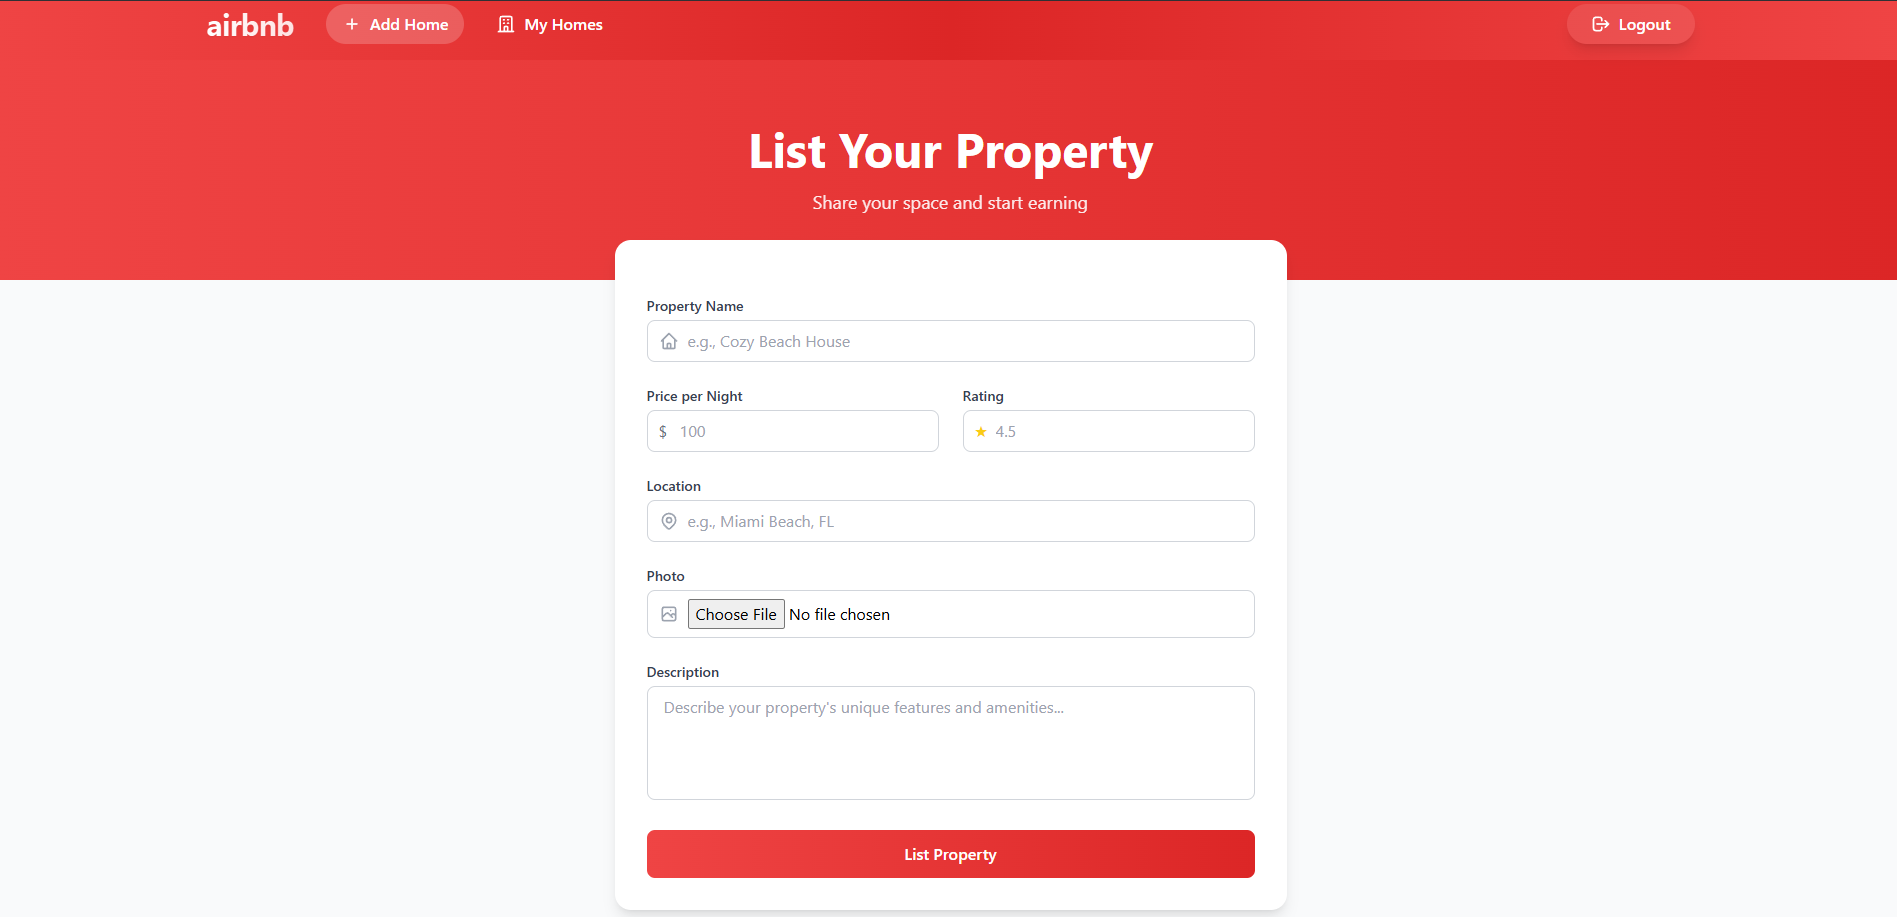 airbnb
Add Home
My Homes
Logout
List Your Property
Share your space and start earning
Property Name
e.g., Cozy Beach House
Price per Night
Rating
$ 100
★ 4.5
Location
e.g., Miami Beach, FL
Photo
Choose File No file chosen
Description
Describe your property's unique features and amenities...
List Property